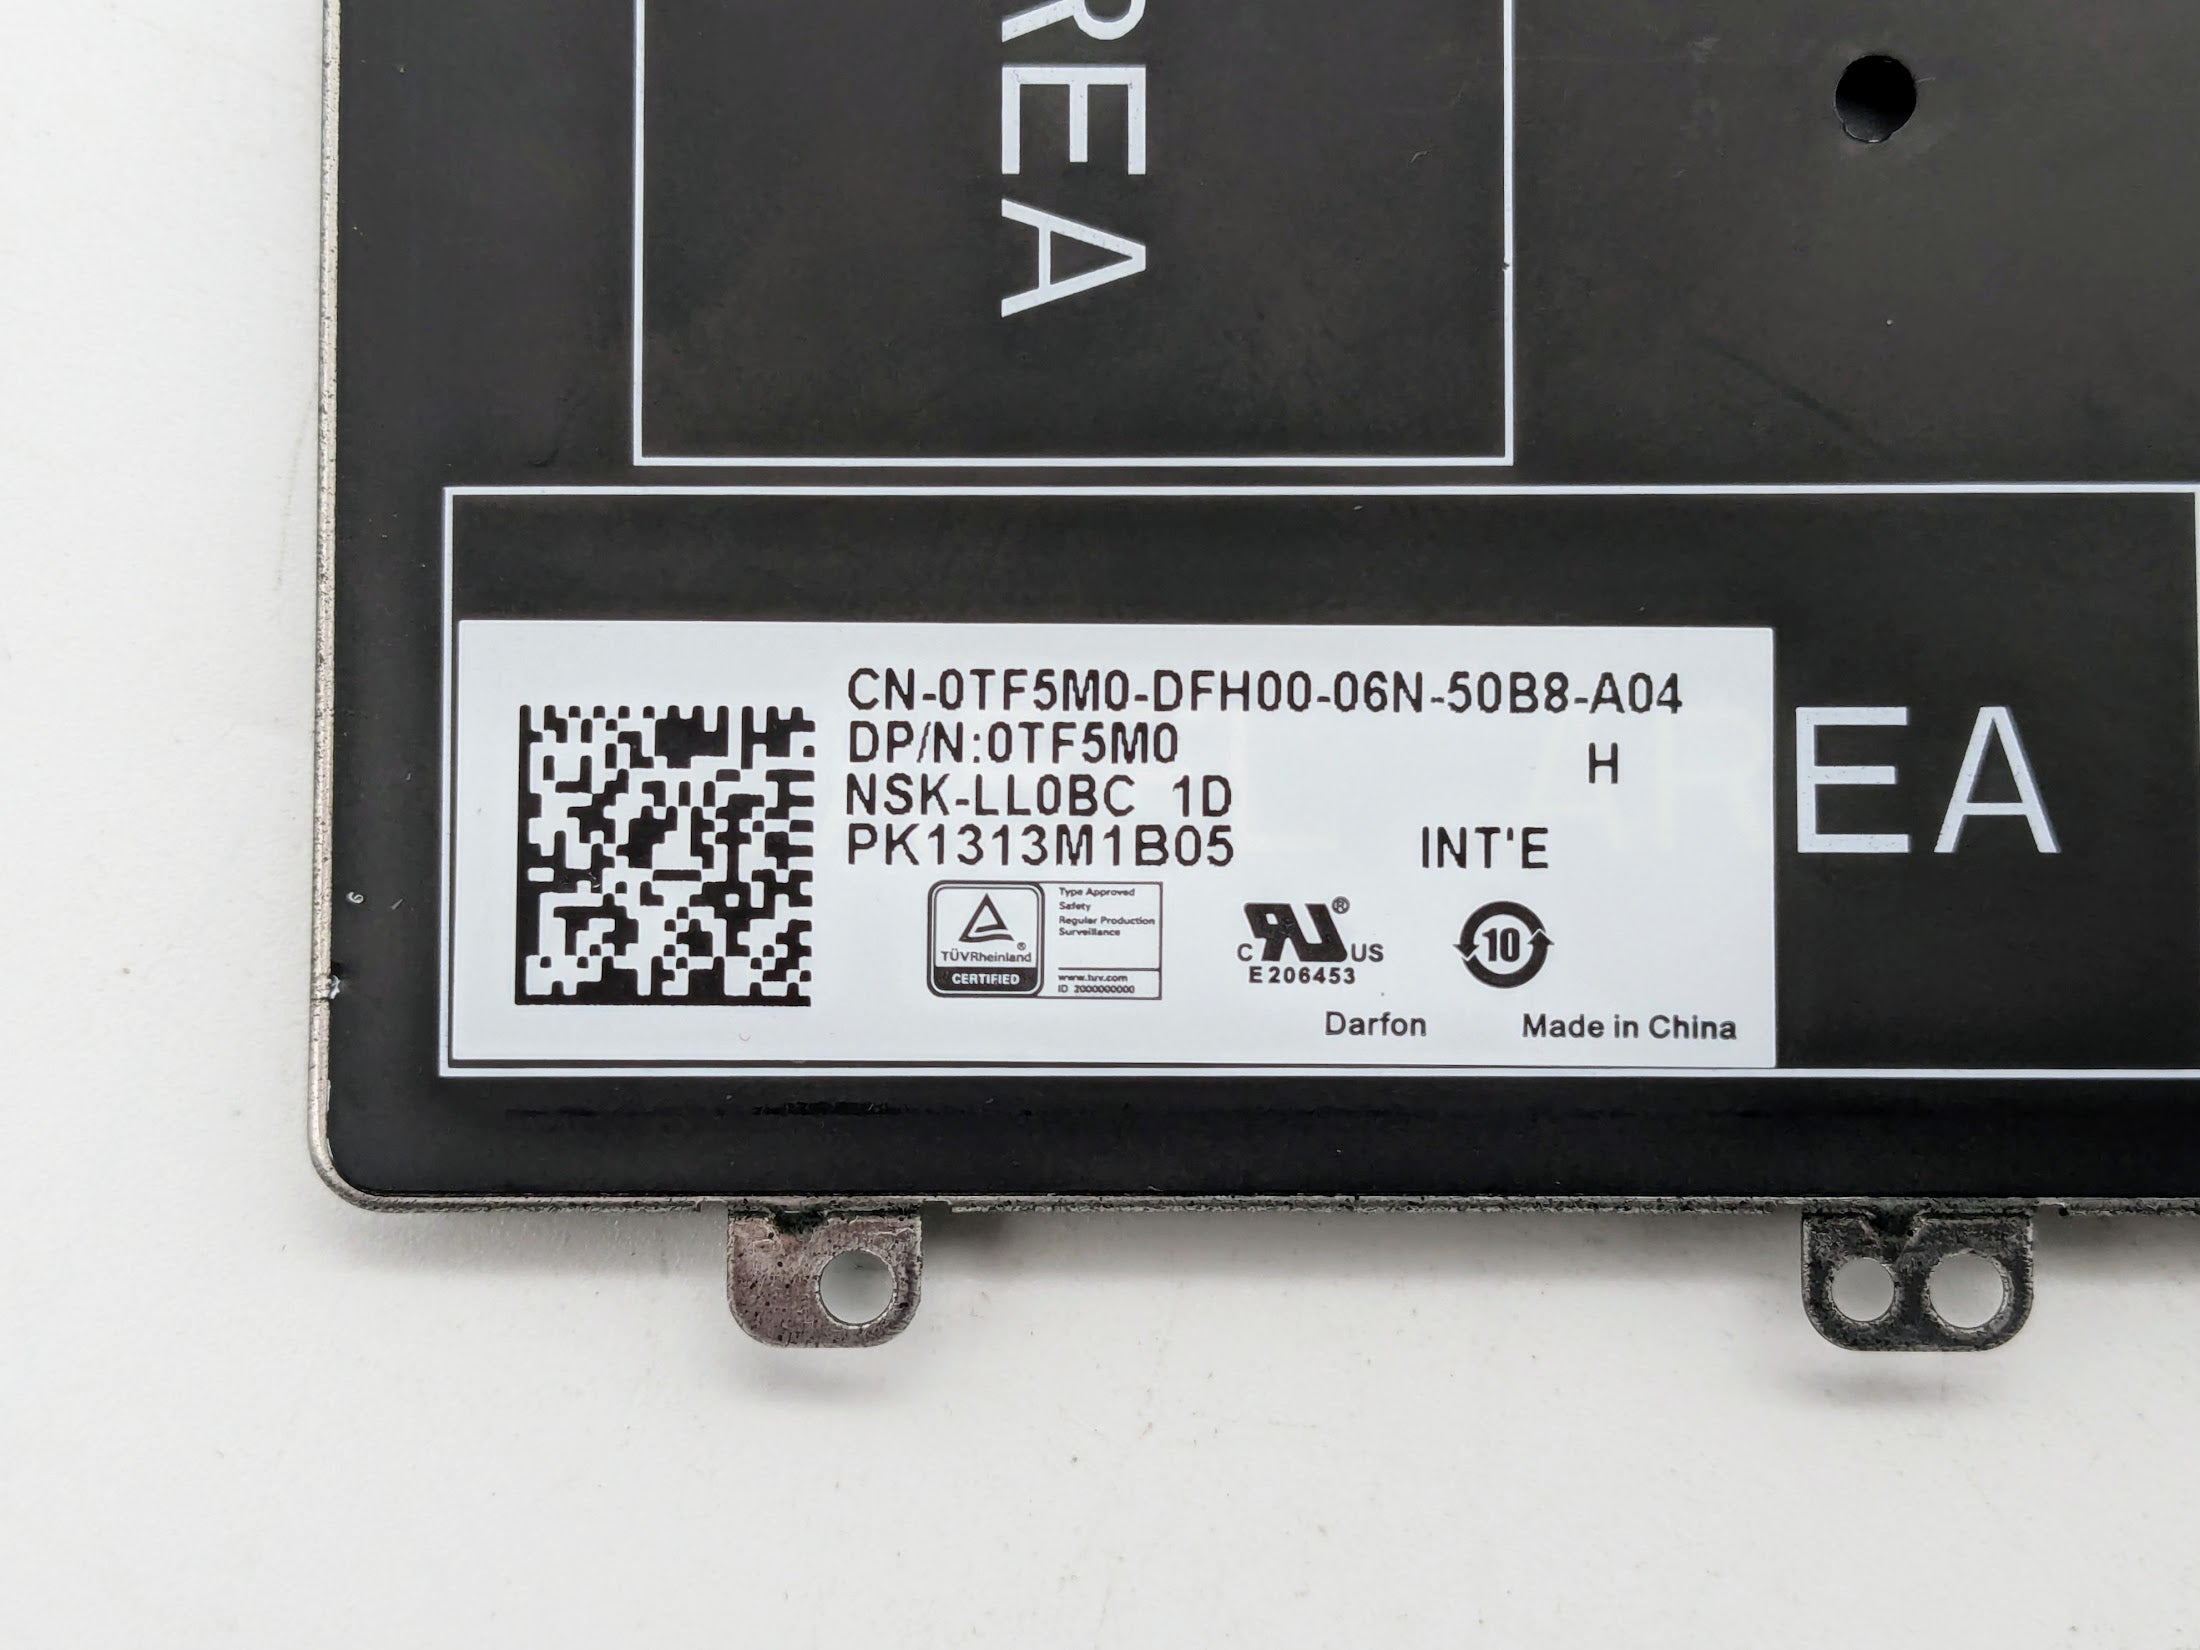 REA
CN-0TF5M0-DFH00-06N-50B8-A04
DP/N:0TF5M0
H
NSK-LL0BC 1D
PK1313M1B05
INT'E
EA
TÜVRheinland®
CERTIFIED
Type Approved
Safety
Regular Production
Surveillance
www.tuv.com
ID 2000000000
c RU® US
E206453
10
Darfon
Made in China